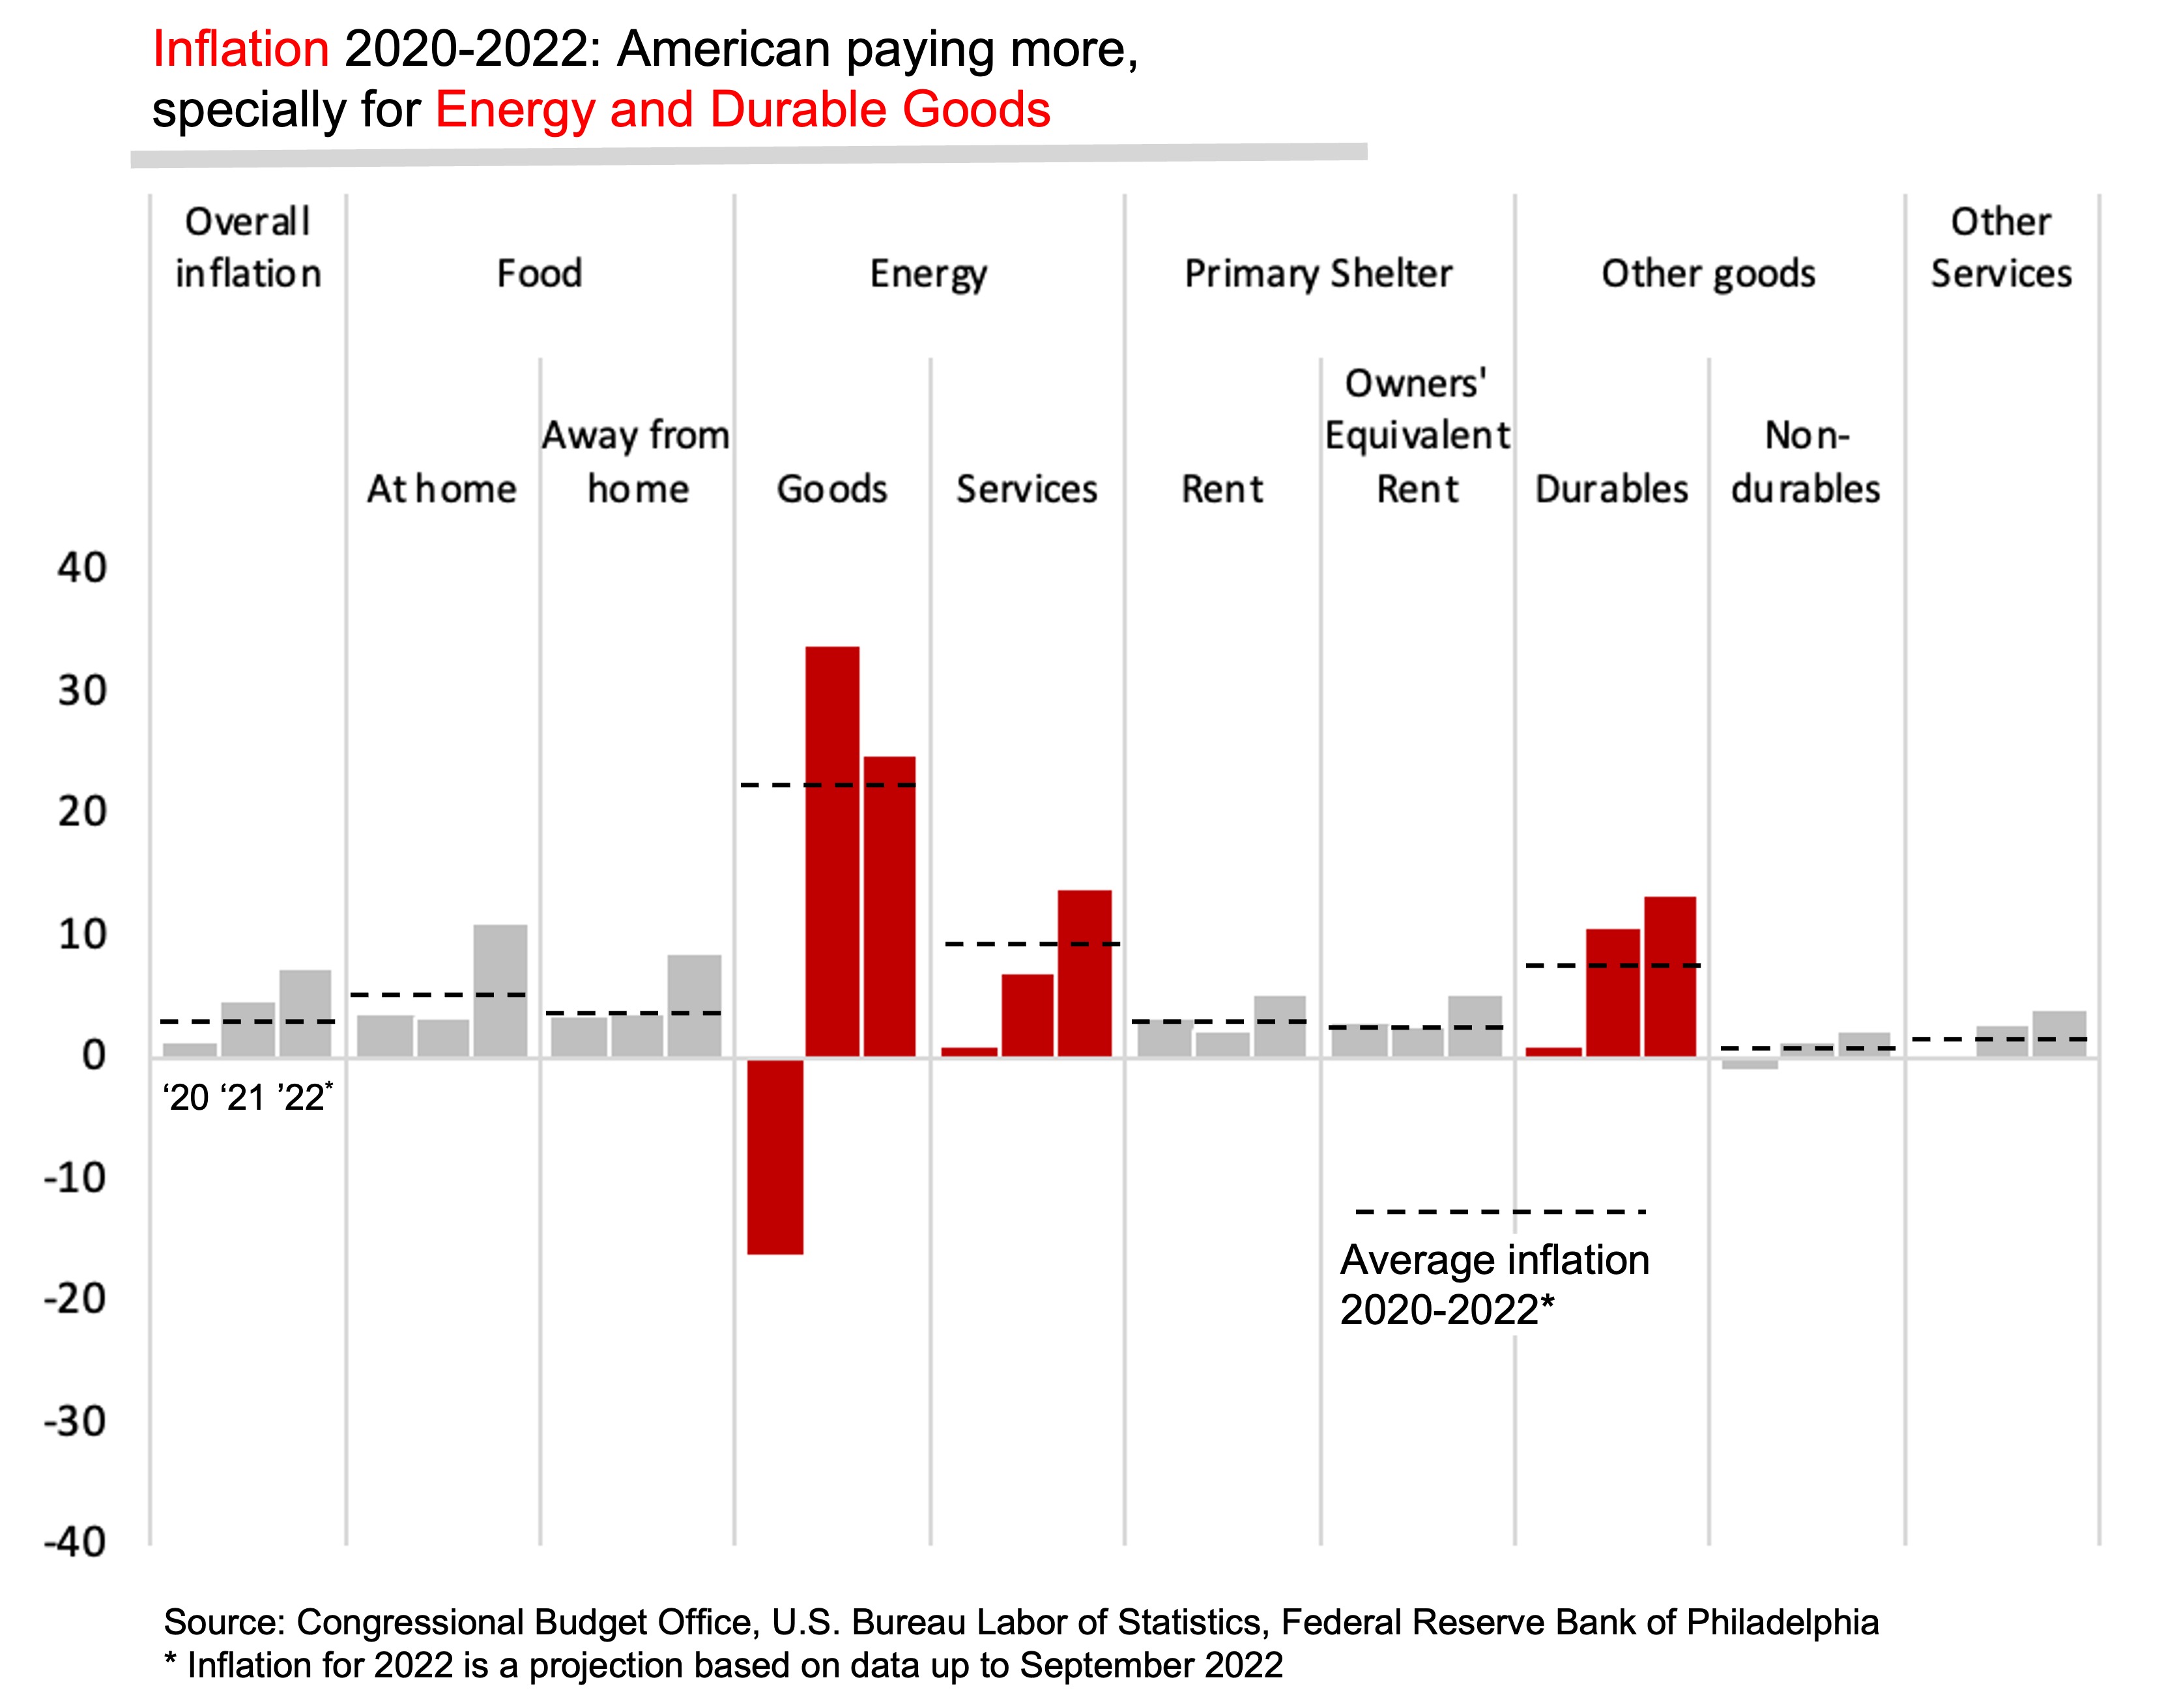 Inflation 2020-2022: American paying more,
specially for Energy and Durable Goods
Overall
inflation
Food
Energy
Primary Shelter
Other goods
Other
Services
At home
Away from
home
Goods
Services
Rent
Owners'
Equivalent
Rent
Durables
Non-
durables
40
30
20
10
0
-10
-20
-30
-40
‘20 ‘21 ’22*
Average inflation
2020-2022*
Source: Congressional Budget Office, U.S. Bureau Labor of Statistics, Federal Reserve Bank of Philadelphia
* Inflation for 2022 is a projection based on data up to September 2022